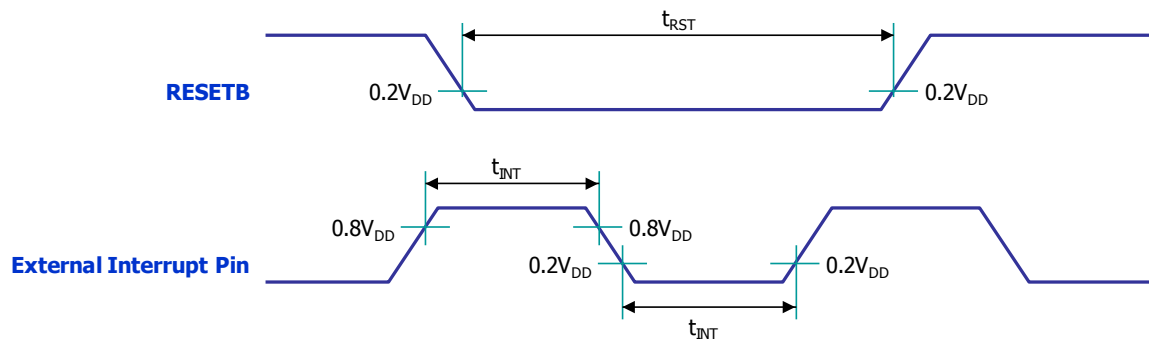 tRST
RESETB
0.2VDD
0.2VDD
tINT
0.8VDD
0.8VDD
External Interrupt Pin
0.2VDD
0.2VDD
tINT